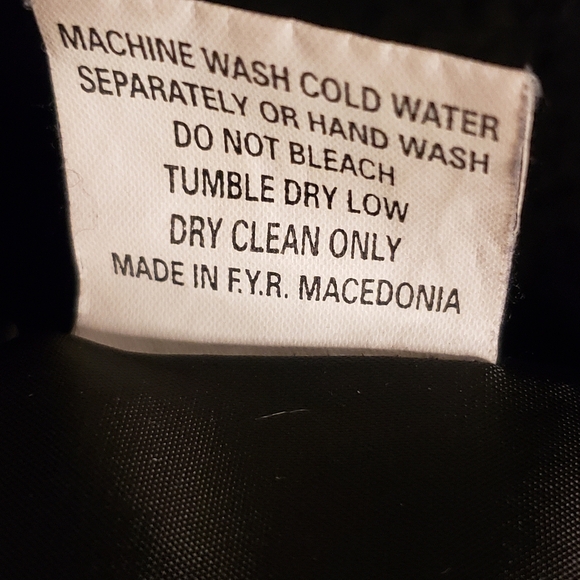 MACHINE WASH COLD WATER
SEPARATELY OR HAND WASH
DO NOT BLEACH
TUMBLE DRY LOW
DRY CLEAN ONLY
MADE IN F.Y.R. MACEDONIA